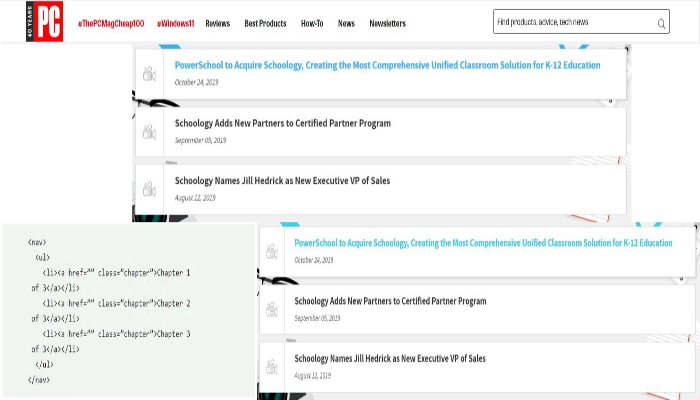 40 YEARS
PC
#ThePCMagCheap100 #Windows11 Reviews Best Products How-To News Newsletters
Find products, advice, tech news
PowerSchool to Acquire Schoology, Creating the Most Comprehensive Unified Classroom Solution for K-12 Education
October 24, 2019
Schoology Adds New Partners to Certified Partner Program
September 05, 2019
Schoology Names Jill Hedrick as New Executive VP of Sales
August 12, 2019
<nav>
<ul>
<li><a href="" class="chapter">Chapter 1
of 3</a></li>
<li><a href="" class="chapter">Chapter 2
of 3</a></li>
<li><a href="" class="chapter">Chapter 3
of 3</a></li>
</ul>
</nav>
PowerSchool to Acquire Schoology, Creating the Most Comprehensive Unified Classroom Solution for K-12 Education
October 24, 2019
Schoology Adds New Partners to Certified Partner Program
September 05, 2019
Schoology Names Jill Hedrick as New Executive VP of Sales
August 12, 2019